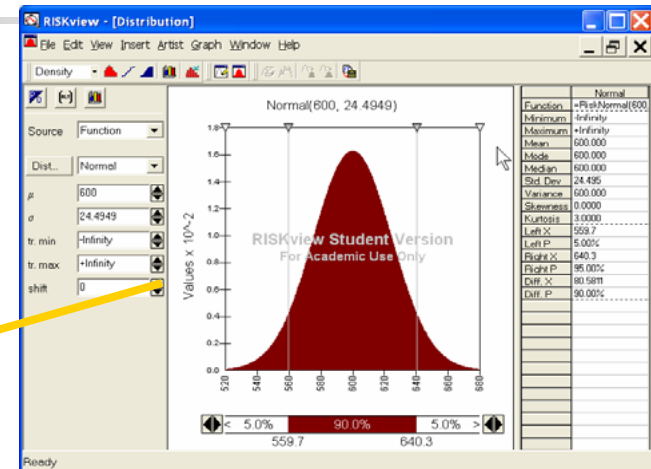 RISKview - [Distribution]
File Edit View Insert Artist Graph Window Help
Density
Source Function
Dist... Normal
μ 600
σ 24.4949
tr. min -Infinity
tr. max +Infinity
shift 0
Normal(600, 24.4949)
Values x 10^-2
1.8
1.6
1.4
1.2
1.0
0.8
0.6
0.4
0.2
0.0
RISKview Student Version
For Academic Use Only
520 540 560 580 600 620 640 660 680
< 5.0% 90.0% 5.0% >
559.7 640.3
Normal
Function =RiskNormal(600,
Minimum -Infinity
Maximum +Infinity
Mean 600.000
Mode 600.000
Median 600.000
Std. Dev 24.495
Variance 600.000
Skewness 0.0000
Kurtosis 3.0000
Left X 559.7
Left P 5.00%
Right X 640.3
Right P 95.00%
Diff. X 80.5811
Diff. P 90.00%
Ready